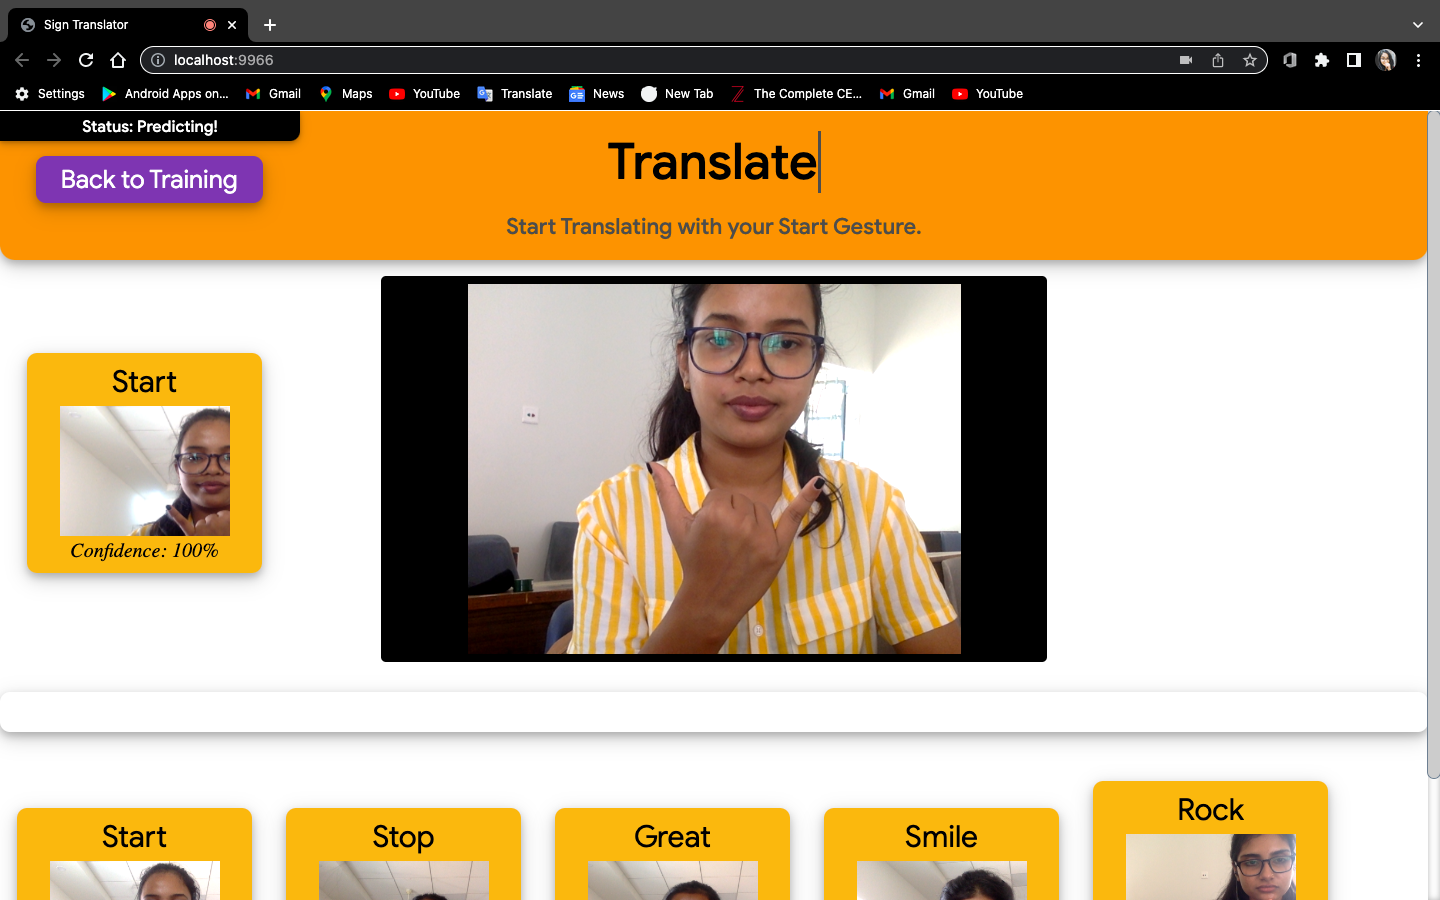 Sign Translator
localhost:9966
Settings
Android Apps on...
Gmail
Maps
YouTube
Translate
News
New Tab
The Complete CE...
Gmail
YouTube
Status: Predicting!
Back to Training
Translate
Start Translating with your Start Gesture.
Start
Confidence: 100%
Start
Stop
Great
Smile
Rock